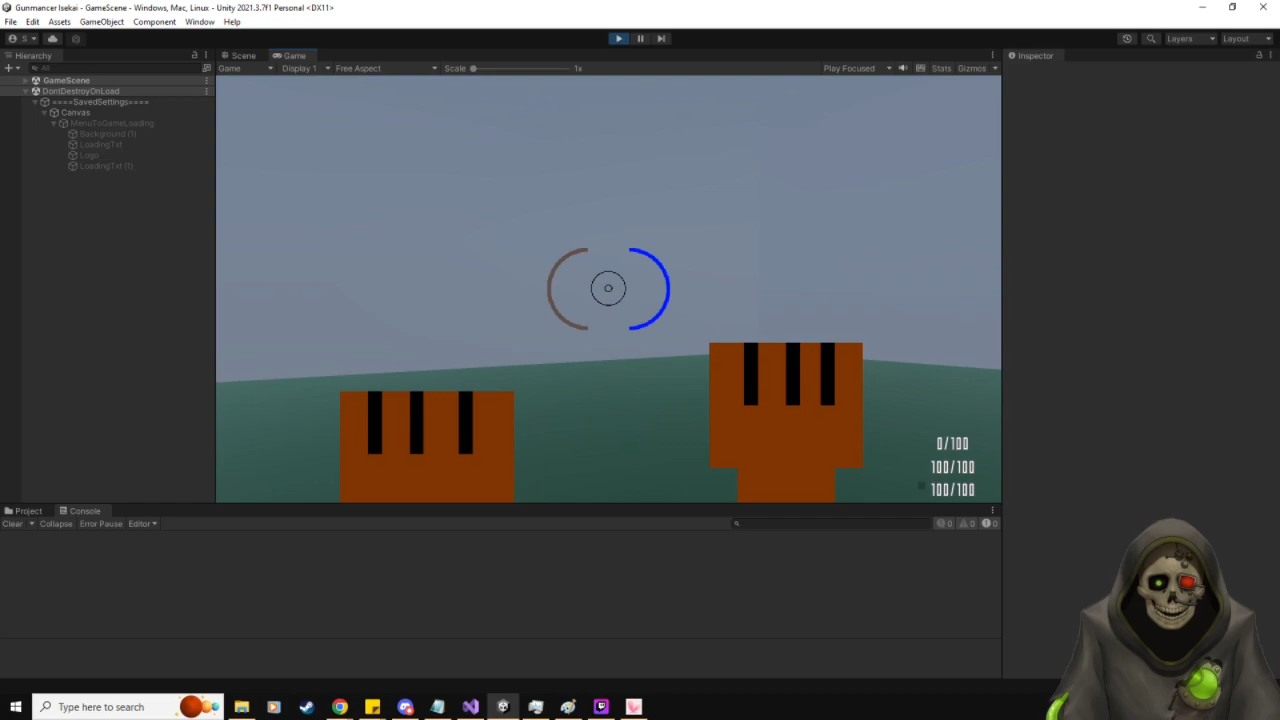 Gunmancer Isekai - GameScene - Windows, Mac, Linux - Unity 2021.3.7f1 Personal <DX11>
File Edit Assets GameObject Component Window Help
S Layers Layout
Hierarchy Scene Game Inspector
All Game Display 1 Free Aspect Scale 1x Play Focused Stats Gizmos
GameScene
DontDestroyOnLoad
====SavedSettings====
Canvas
MenuToGameLoading
Background (1)
LoadingTxt
Logo
LoadingTxt (1)
0/100
100/100
100/100
Project Console
Clear Collapse Error Pause Editor 0 0 0
Type here to search